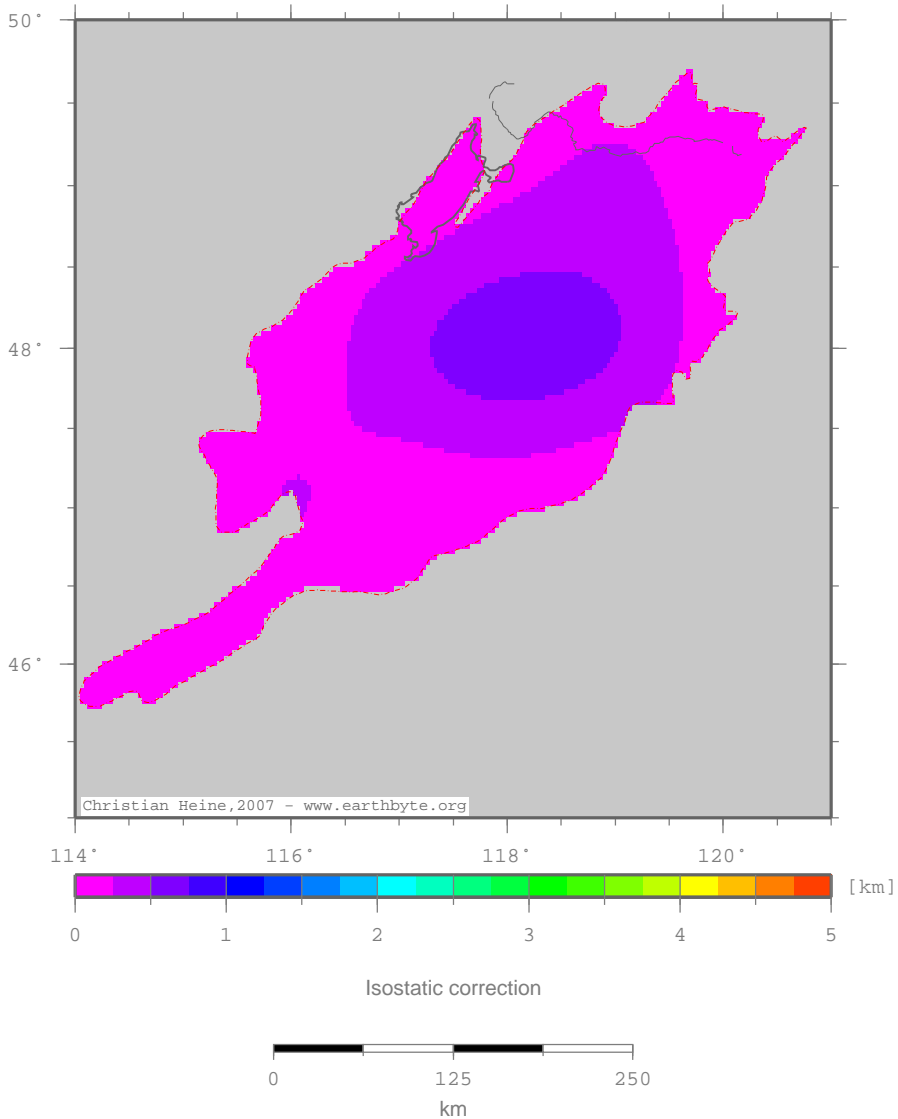 50°
48°
46°
Christian Heine,2007 - www.earthbyte.org
114° 116° 118° 120°
[km]
0 1 2 3 4 5
Isostatic correction
0 125 250
km